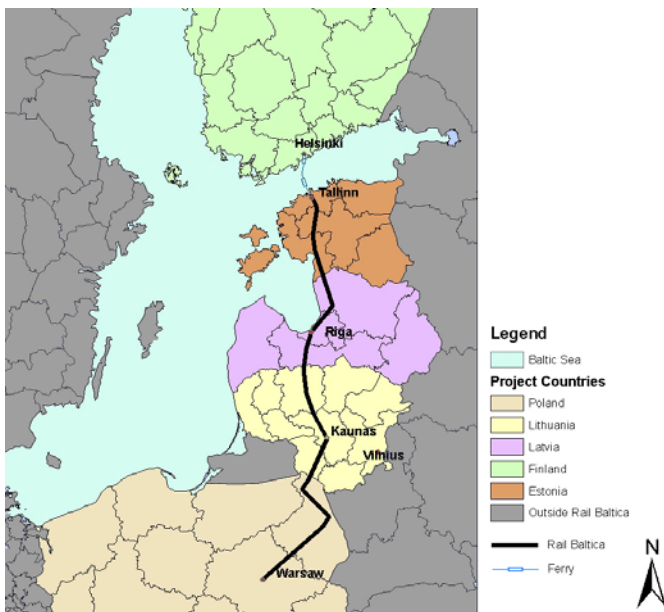 Helsinki
Tallinn
Riga
Kaunas
Vilnius
Warsaw
Legend
Baltic Sea
Project Countries
Poland
Lithuania
Latvia
Finland
Estonia
Outside Rail Baltica
Rail Baltica
Ferry
N